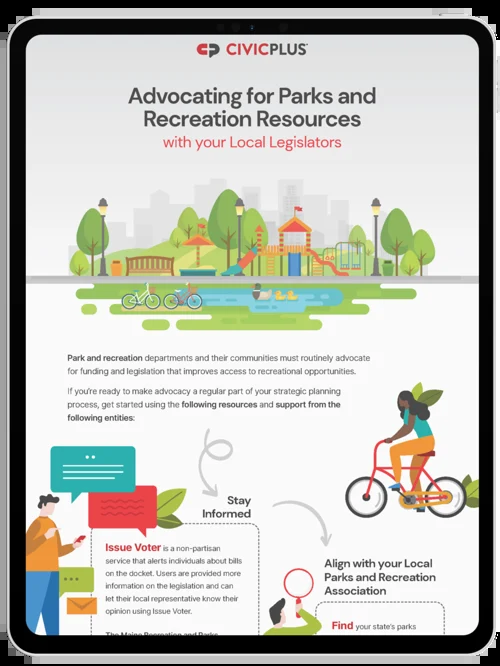 CIVICPLUS
Advocating for Parks and
Recreation Resources
with your Local Legislators
Park and recreation departments and their communities must routinely advocate
for funding and legislation that improves access to recreational opportunities.
If you're ready to make advocacy a regular part of your strategic planning
process, get started using the following resources and support from the
following entities:
Stay
Informed
Issue Voter is a non-partisan
service that alerts individuals about bills
on the docket. Users are provided more
information on the legislation and can
let their local representative know their
opinion using Issue Voter.
The Maine Recreation and Parks
Align with your Local
Parks and Recreation
Association
Find your state's parks